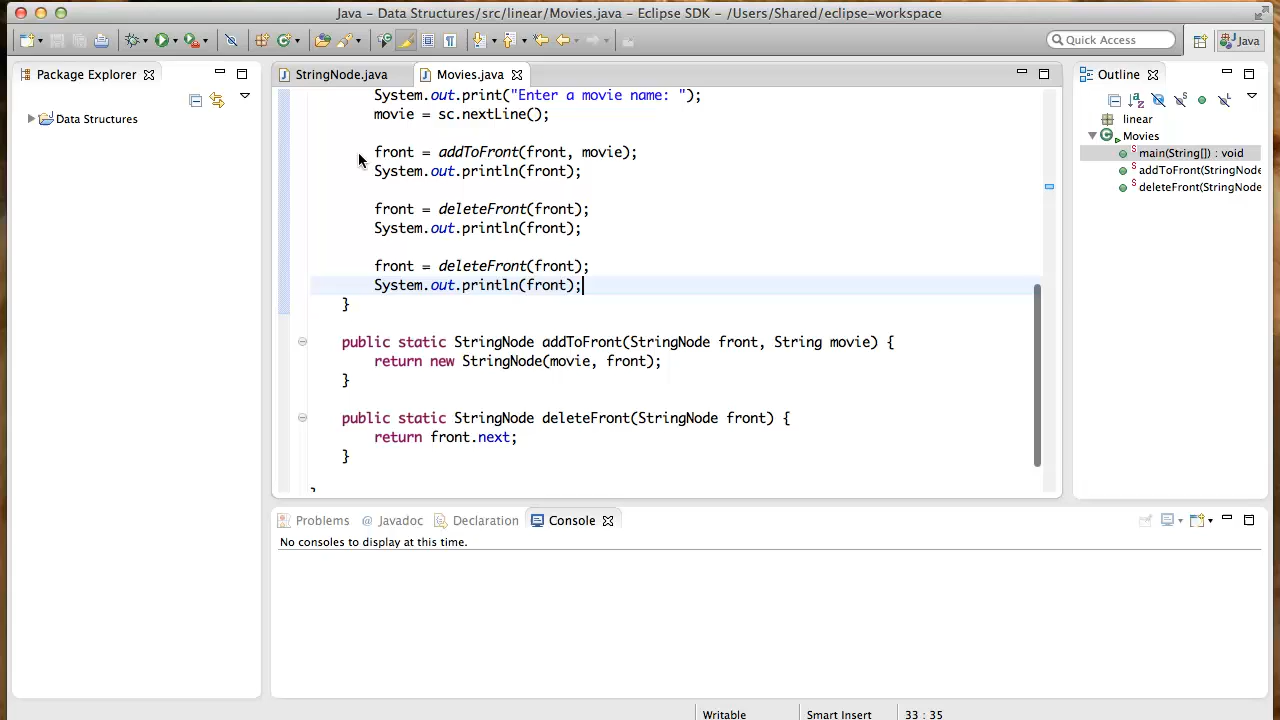 Java - Data Structures/src/linear/Movies.java - Eclipse SDK - /Users/Shared/eclipse-workspace
Quick Access
Java
Package Explorer
Data Structures
StringNode.java
Movies.java
System.out.print("Enter a movie name: ");
movie = sc.nextLine();
front = addToFront(front, movie);
System.out.println(front);
front = deleteFront(front);
System.out.println(front);
front = deleteFront(front);
System.out.println(front);
}
public static StringNode addToFront(StringNode front, String movie) {
return new StringNode(movie, front);
}
public static StringNode deleteFront(StringNode front) {
return front.next;
}
Outline
linear
Movies
main(String[]) : void
addToFront(StringNode
deleteFront(StringNode
Problems
@ Javadoc
Declaration
Console
No consoles to display at this time.
Writable
Smart Insert
33 : 35